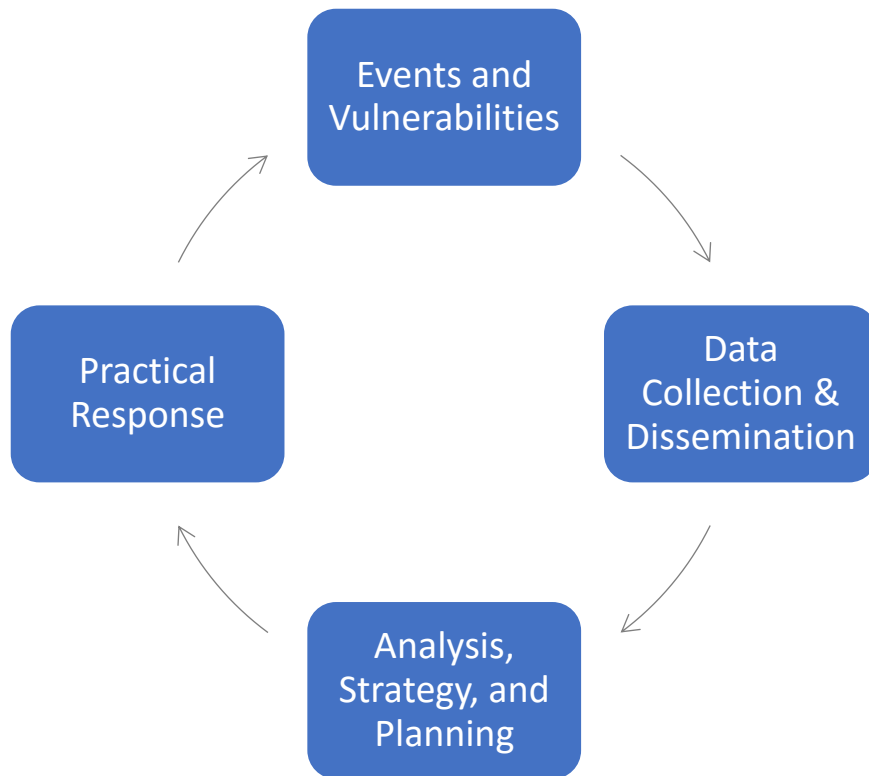 Events and
Vulnerabilities
Practical
Response
Data
Collection &
Dissemination
Analysis,
Strategy, and
Planning